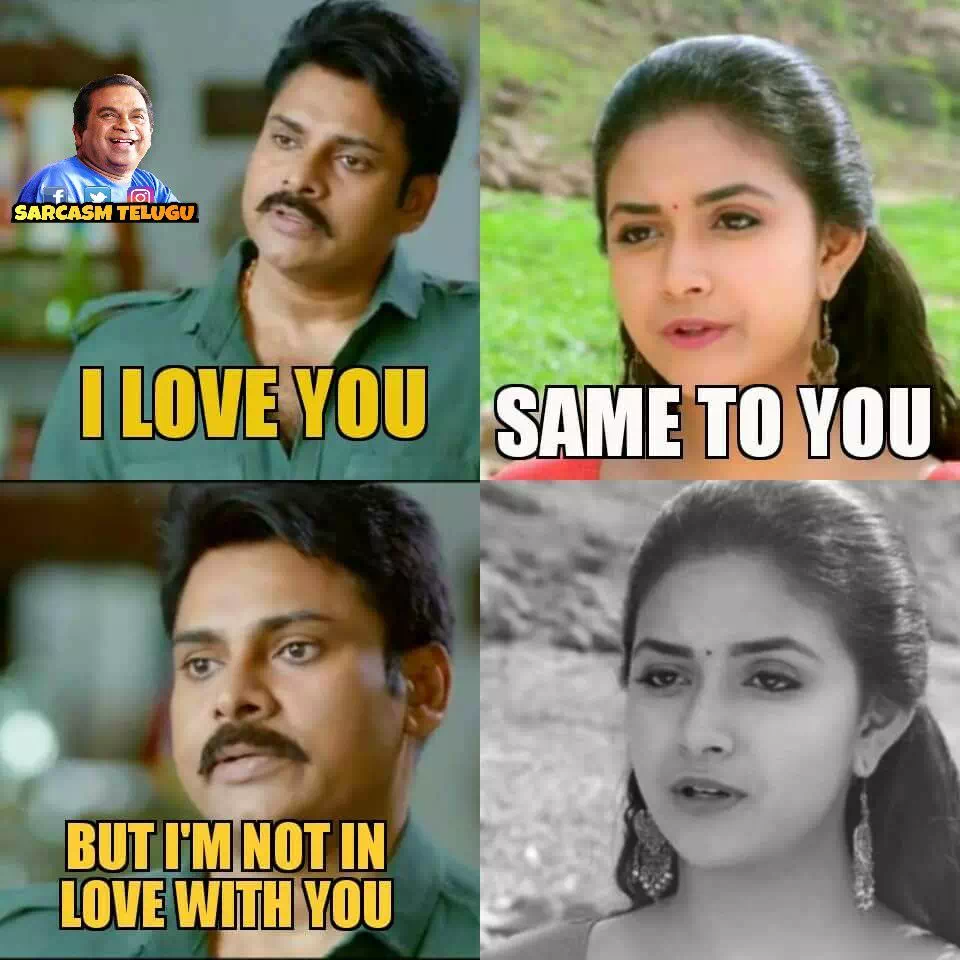 SARCASM TELUGU
I LOVE YOU
SAME TO YOU
BUT I'M NOT IN
LOVE WITH YOU